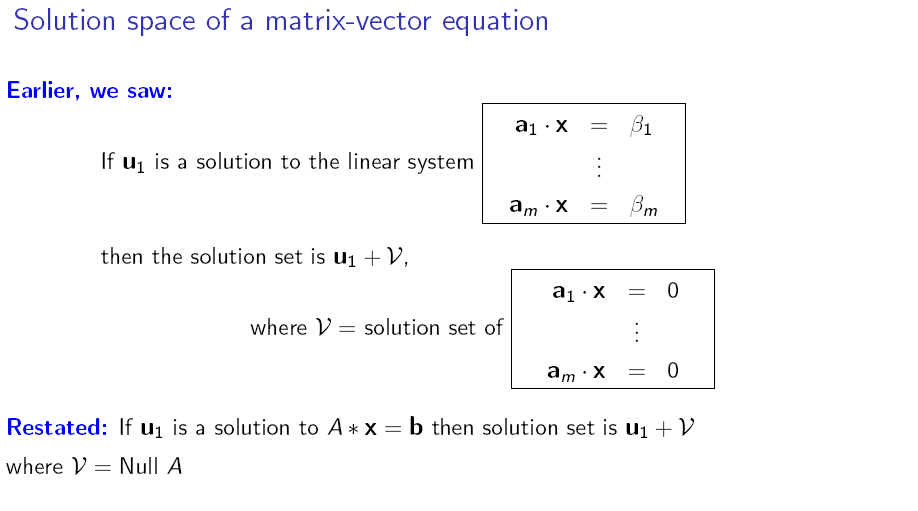 Solution space of a matrix-vector equation
Earlier, we saw:
If u₁ is a solution to the linear system
a₁ · x = β₁
⋮
aₘ · x = βₘ
then the solution set is u₁ + 𝒱,
where 𝒱 = solution set of
a₁ · x = 0
⋮
aₘ · x = 0
Restated: If u₁ is a solution to A ∗ x = b then solution set is u₁ + 𝒱
where 𝒱 = Null A